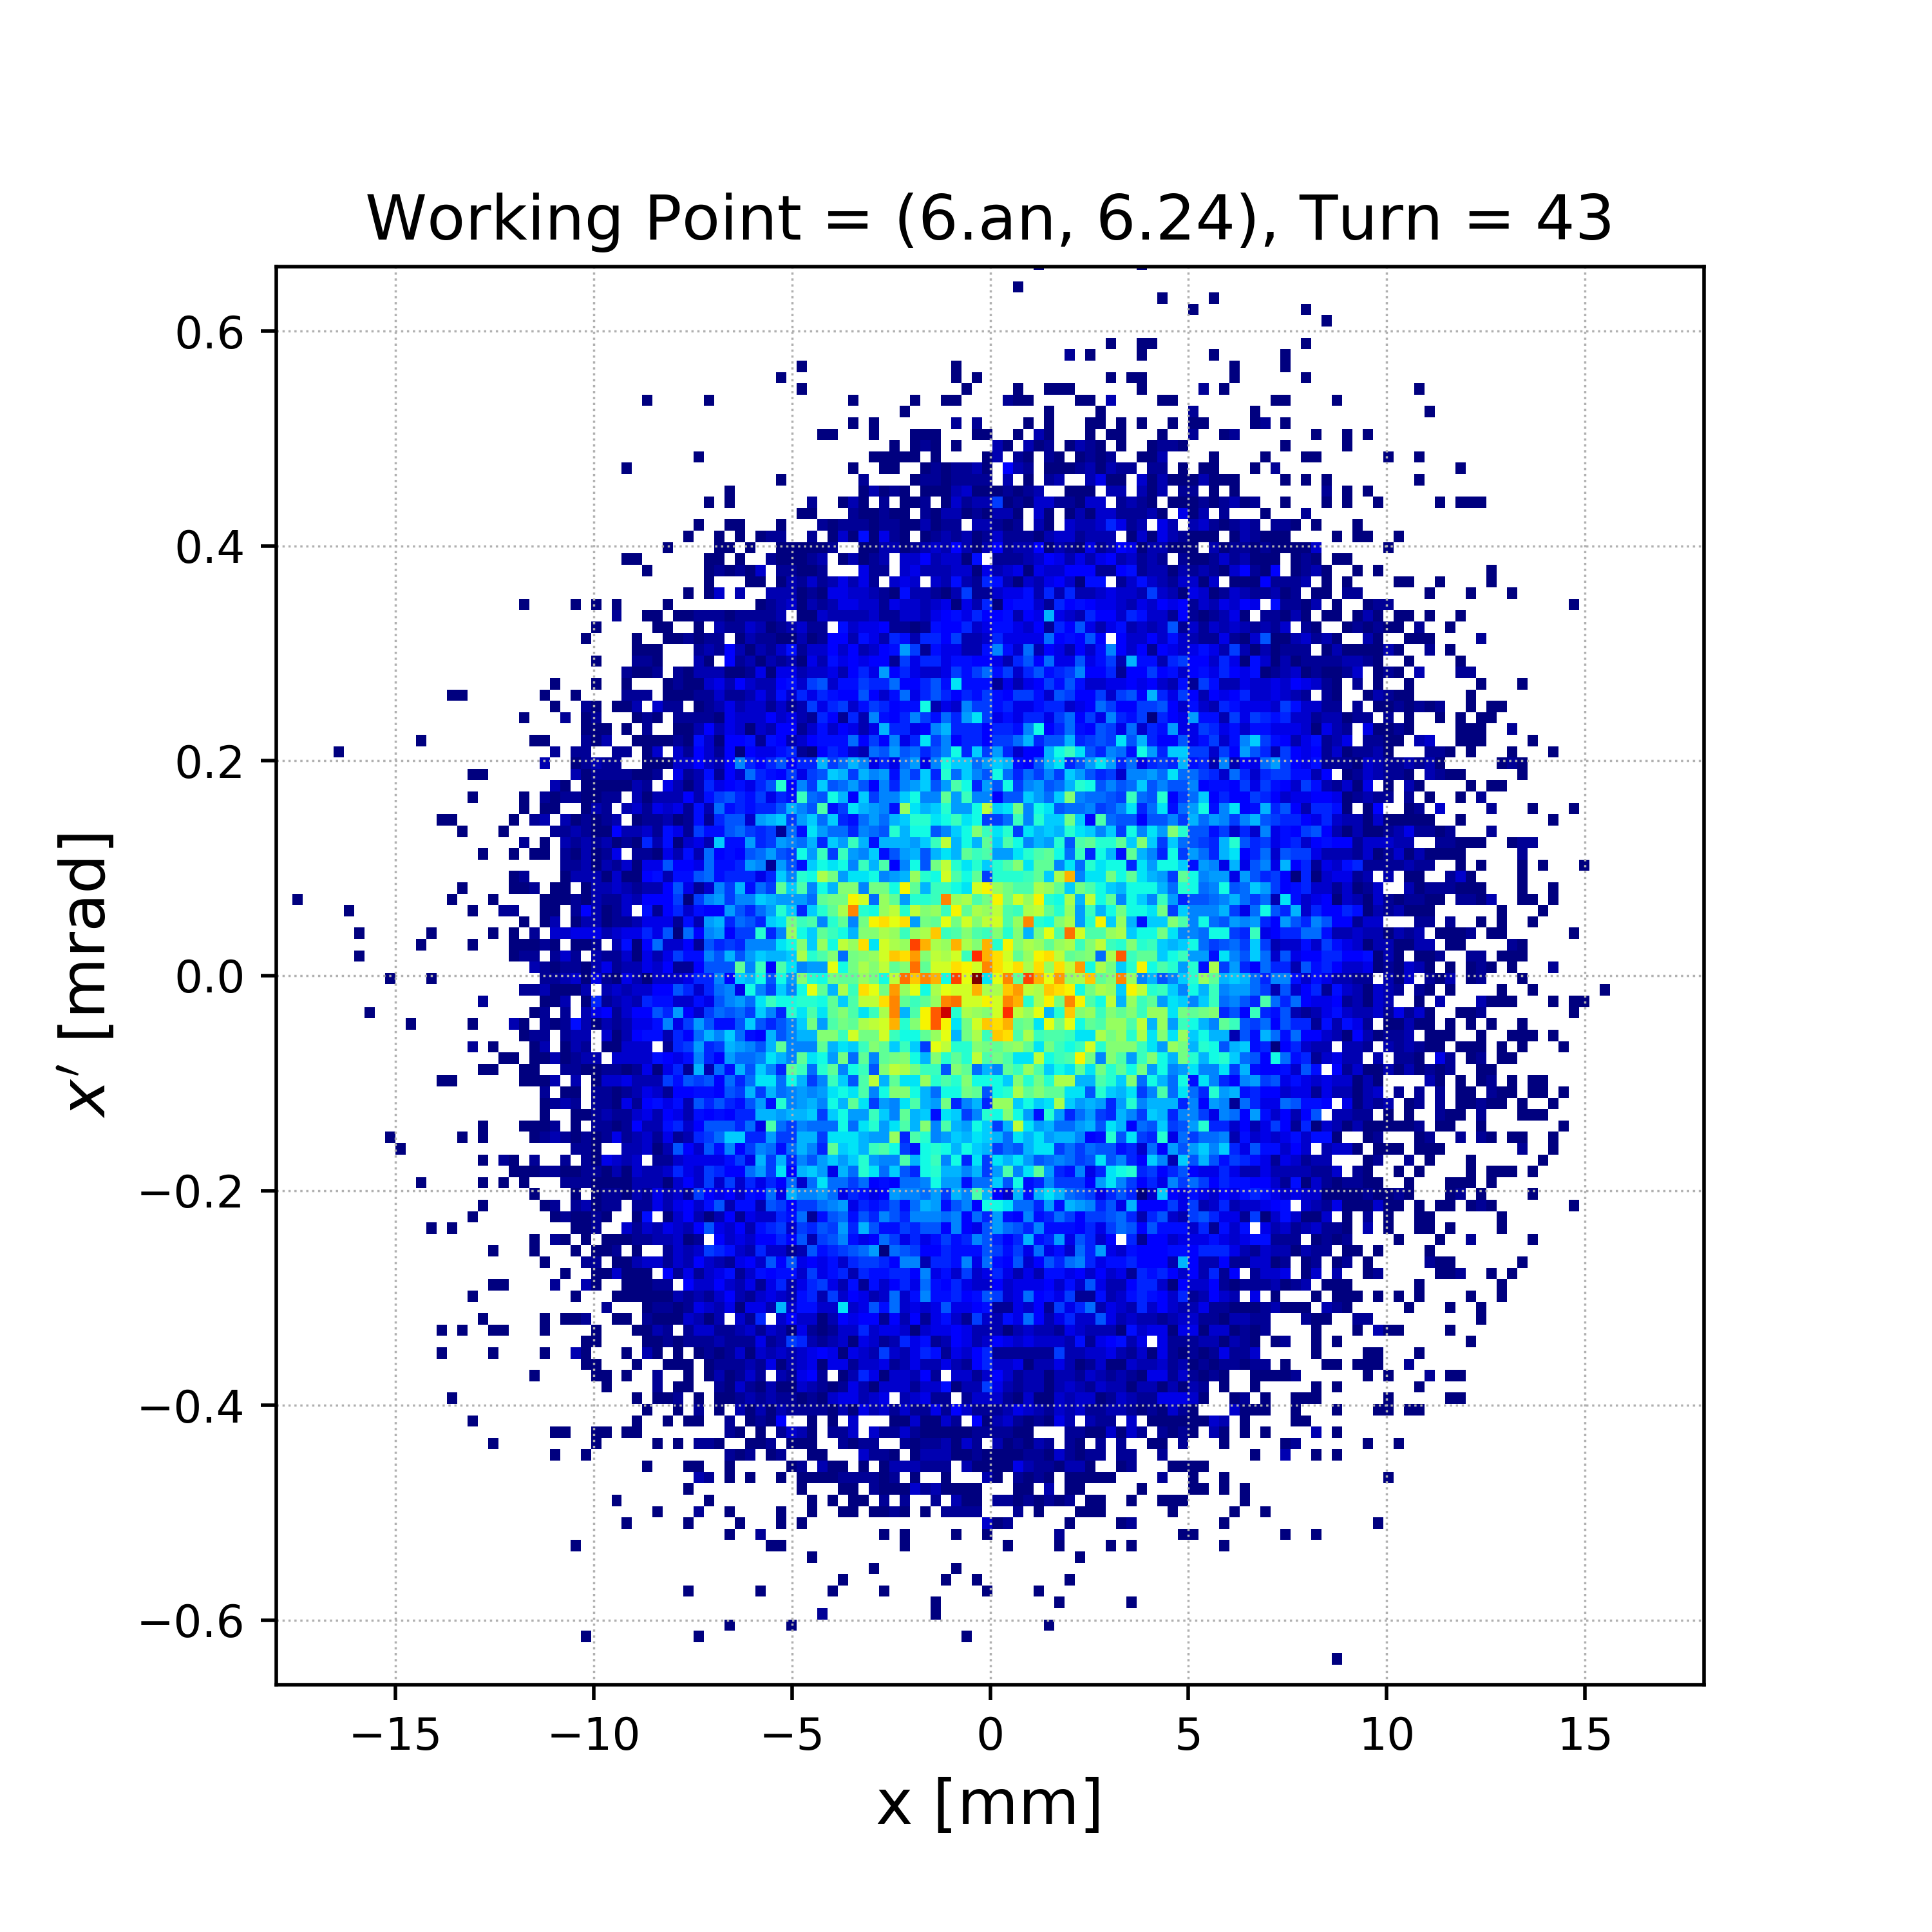 Working Point = (6.an, 6.24), Turn = 43
0.6
0.4
0.2
0.0
−0.2
−0.4
−0.6
x′ [mrad]
−15 −10 −5 0 5 10 15
x [mm]